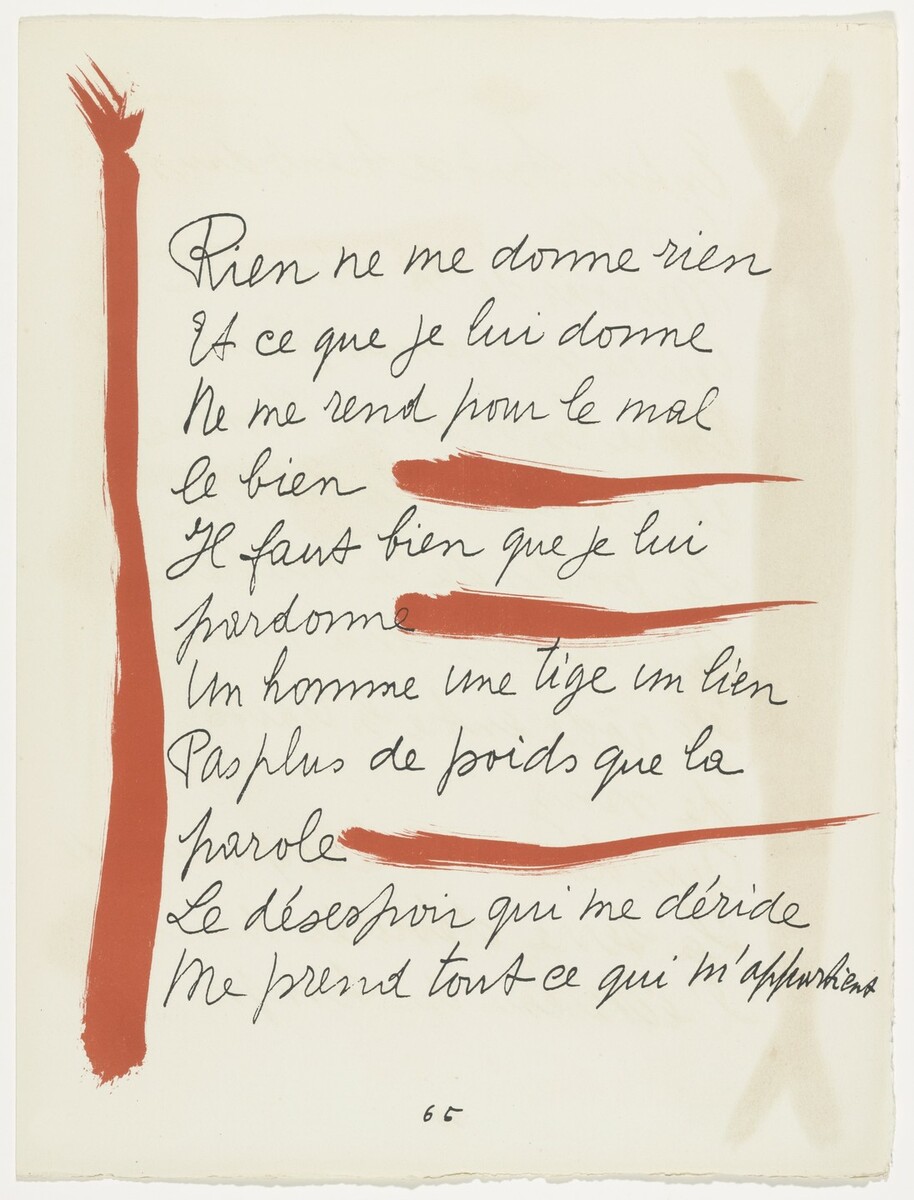 Rien ne me donne rien
Et ce que je lui donne
Ne me rend pour le mal
le bien
Il faut bien que je lui
pardonne
Un homme une tige un lien
Pas plus de poids que la
parole
Le désespoir qui me déride
Me prend tout ce qui m'appartient
65